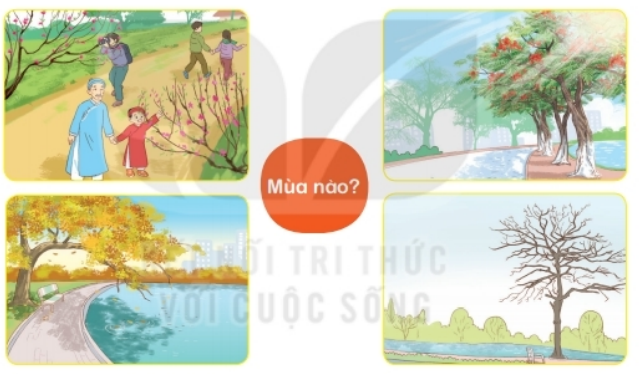 Mùa nào?
KẾT NỐI TRI THỨC
VỚI CUỘC SỐNG